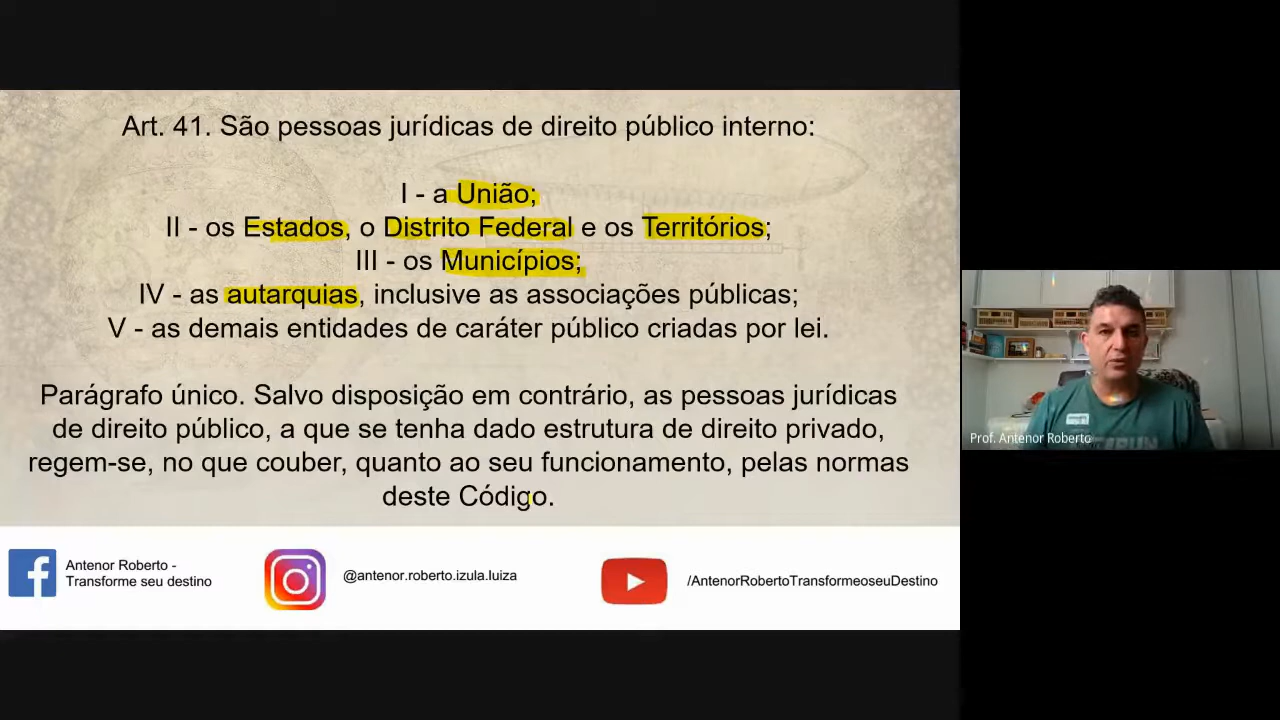 Art. 41. São pessoas jurídicas de direito público interno:
I - a União;
II - os Estados, o Distrito Federal e os Territórios;
III - os Municípios;
IV - as autarquias, inclusive as associações públicas;
V - as demais entidades de caráter público criadas por lei.
Parágrafo único. Salvo disposição em contrário, as pessoas jurídicas
de direito público, a que se tenha dado estrutura de direito privado,
regem-se, no que couber, quanto ao seu funcionamento, pelas normas
deste Código.
Antenor Roberto -
Transforme seu destino
@antenor.roberto.izula.luiza
/AntenorRobertoTransformeoseuDestino
Prof. Antenor Roberto